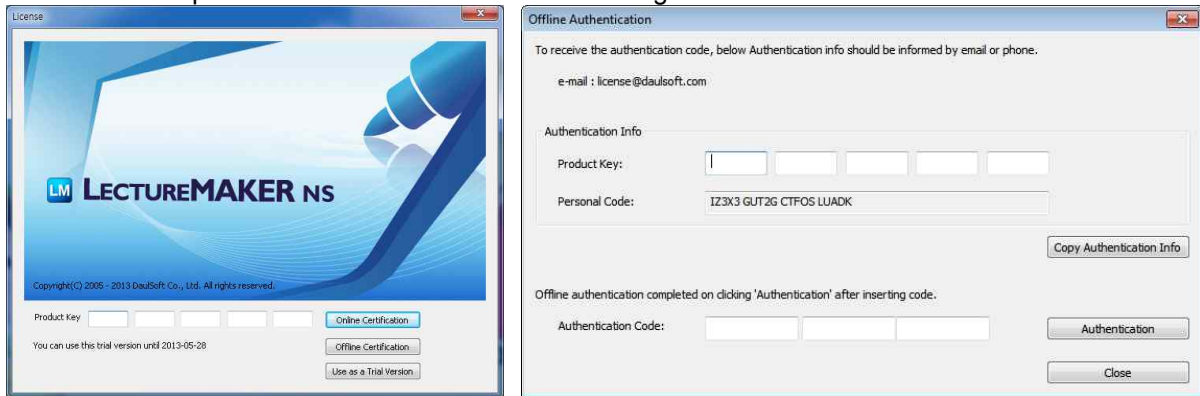 License
LM LECTUREMAKER NS
Copyright(C) 2005 - 2013 DaulSoft Co., Ltd. All rights reserved.
Product Key
Online Certification
You can use this trial version until 2013-05-28
Offline Certification
Use as a Trial Version
Offline Authentication
To receive the authentication code, below Authentication info should be informed by email or phone.
e-mail : license@daulsoft.com
Authentication Info
Product Key:
Personal Code: IZ3X3 GUT2G CTFOS LUADK
Copy Authentication Info
Offline authentication completed on clicking 'Authentication' after inserting code.
Authentication Code:
Authentication
Close